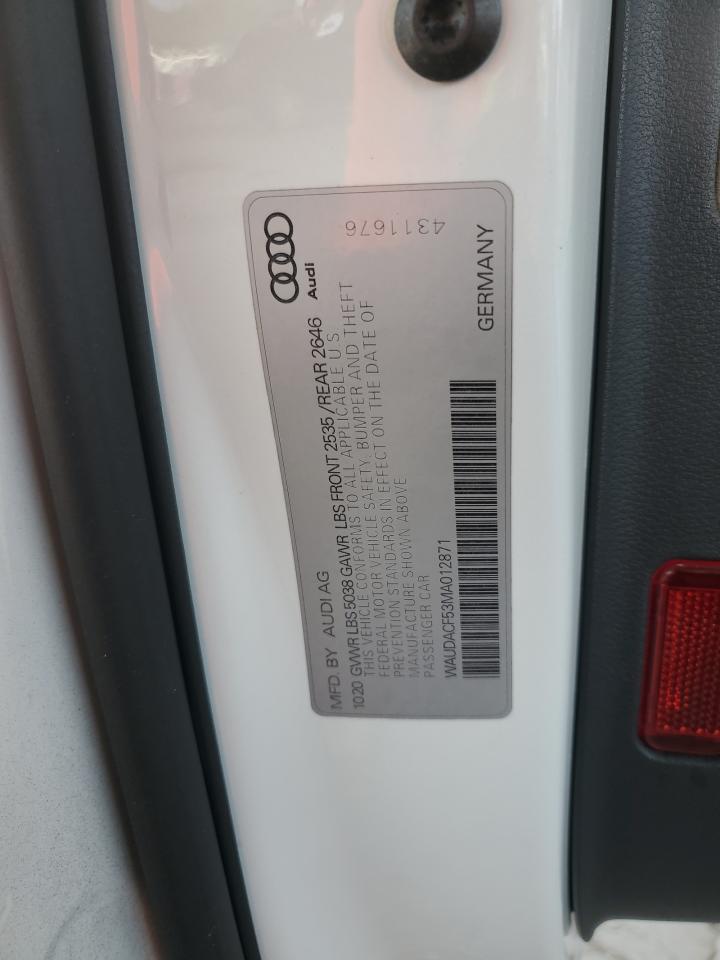 Audi
4311676
MFD. BY AUDI AG
1020 GVWR LBS 5038 GAWR LBS FRONT 2535/REAR 2646
THIS VEHICLE CONFORMS TO ALL APPLICABLE U S
FEDERAL MOTOR VEHICLE SAFETY, BUMPER AND THEFT
PREVENTION STANDARDS IN EFFECT ON THE DATE OF
MANUFACTURE SHOWN ABOVE
PASSENGER CAR
WAUDACF53MA012871
GERMANY